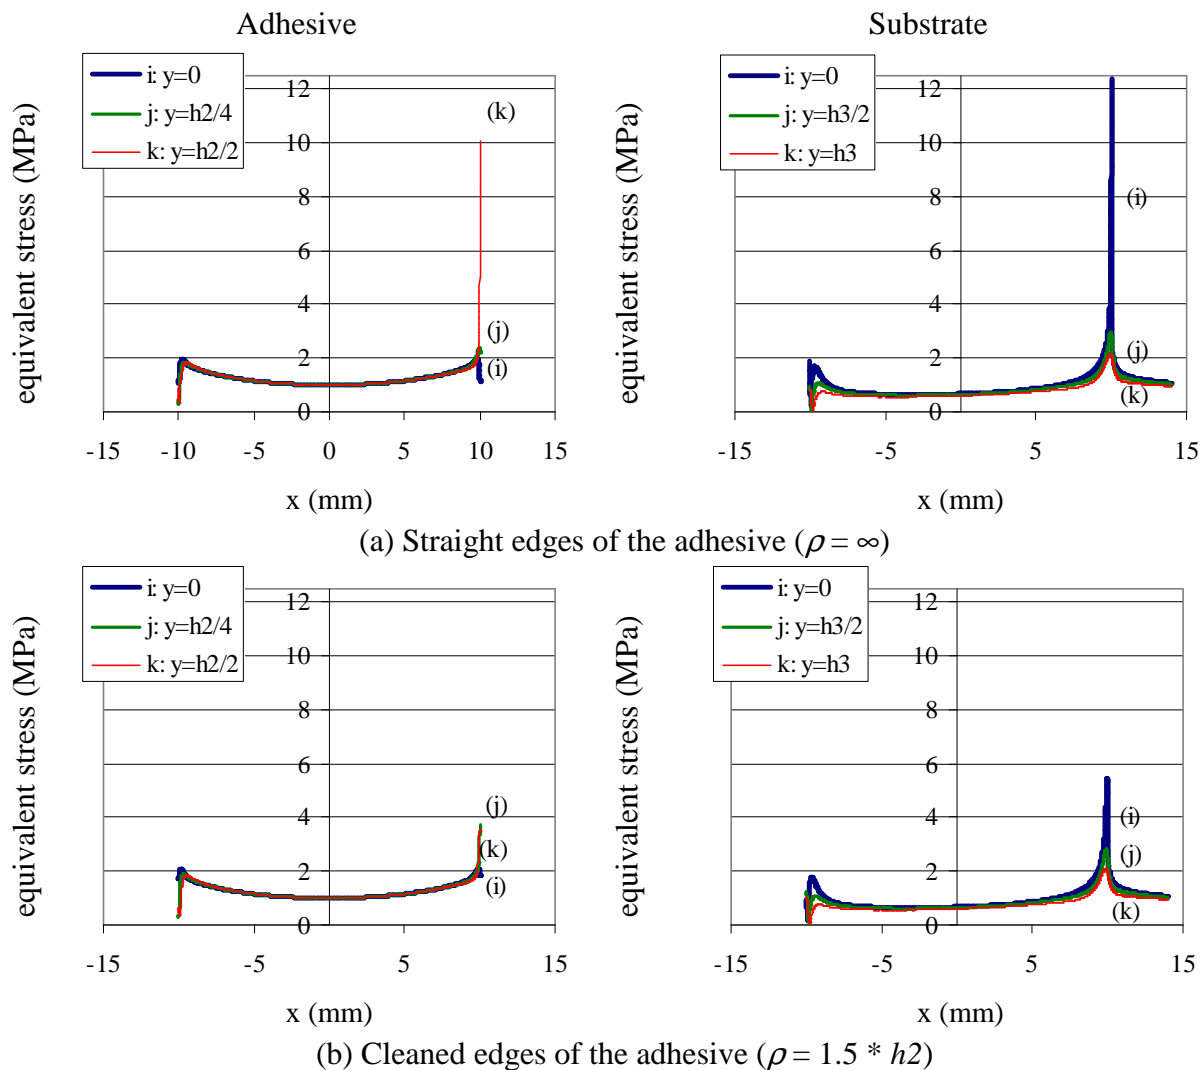 Adhesive
Substrate
i: y=0
j: y=h2/4
k: y=h2/2
equivalent stress (MPa)
12
10
8
6
4
2
0
(k)
(j)
(i)
-15 -10 -5 0 5 10 15
x (mm)
i: y=0
j: y=h3/2
k: y=h3
equivalent stress (MPa)
12
10
8
6
4
2
0
(i)
(j)
(k)
-15 -5 5 15
x (mm)
(a) Straight edges of the adhesive (ρ = ∞)
i: y=0
j: y=h2/4
k: y=h2/2
equivalent stress (MPa)
12
10
8
6
4
2
0
(j)
(k)
(i)
-15 -5 5 15
x (mm)
i: y=0
j: y=h3/2
k: y=h3
equivalent stress (MPa)
12
10
8
6
4
2
0
(i)
(j)
(k)
-15 -5 5 15
x (mm)
(b) Cleaned edges of the adhesive (ρ = 1.5 * h2)